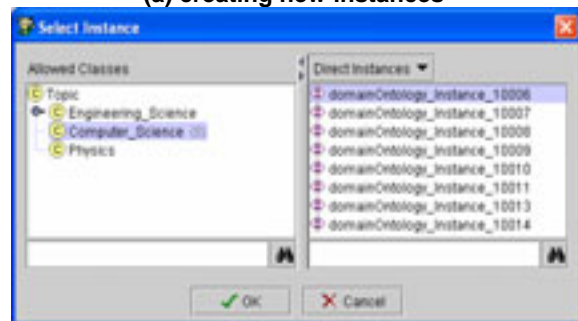 (a) creating new instances
Select Instance
Allowed Classes
Direct Instances
Topic
Engineering_Science
Computer_Science
Physics
domainOntology_Instance_10006
domainOntology_Instance_10007
domainOntology_Instance_10008
domainOntology_Instance_10009
domainOntology_Instance_10010
domainOntology_Instance_10011
domainOntology_Instance_10013
domainOntology_Instance_10014
OK
Cancel